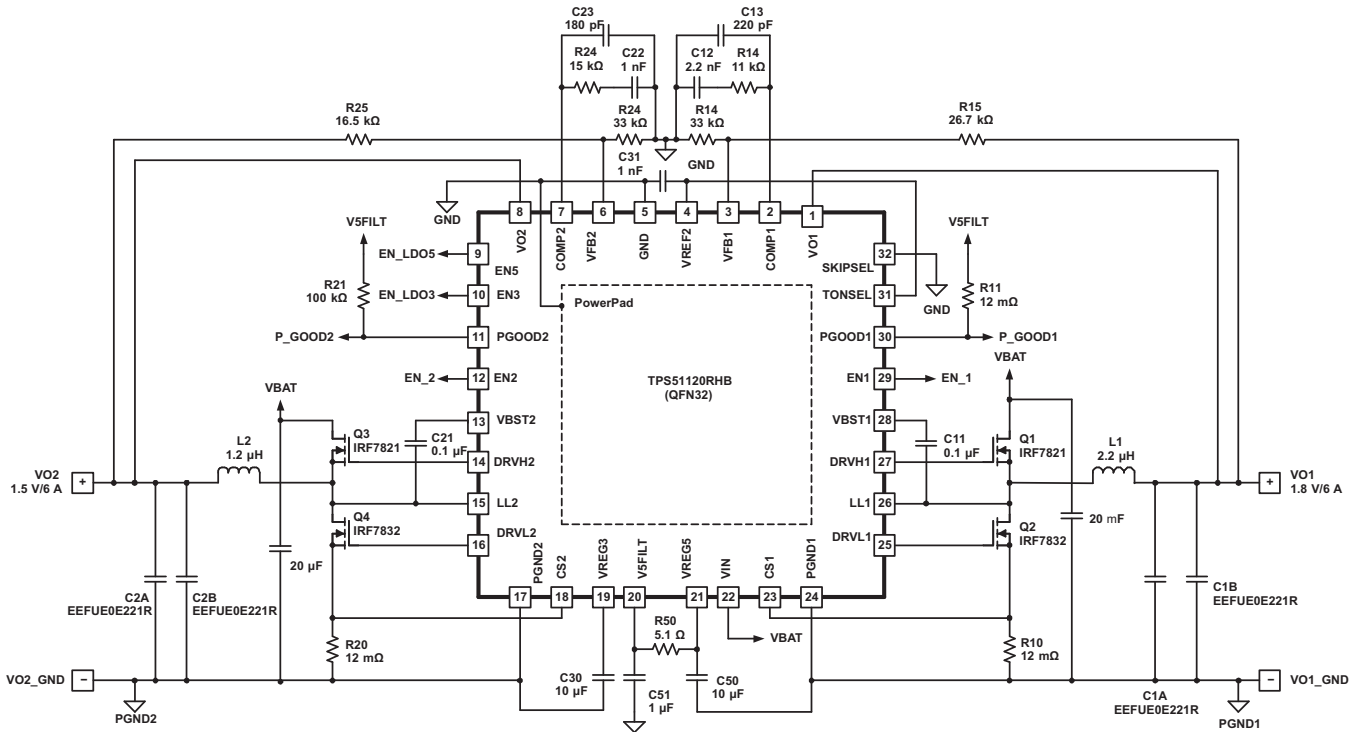 C23
180 pF
C13
220 pF
R24
15 kΩ
C22
1 nF
C12
2.2 nF
R14
11 kΩ
R25
16.5 kΩ
R24
33 kΩ
R14
33 kΩ
R15
26.7 kΩ
C31
1 nF
GND
GND
8
7
6
5
4
3
2
1
VO2
COMP2
VFB2
GND
VREF2
VFB1
COMP1
VO1
V5FILT
V5FILT
EN_LDO5
9
EN5
SKIPSEL
32
R21
100 kΩ
EN_LDO3
10
EN3
PowerPad
TONSEL
31
GND
R11
12 mΩ
P_GOOD2
11
PGOOD2
PGOOD1
30
P_GOOD1
VBAT
EN_2
12
EN2
TPS51120RHB
(QFN32)
EN1
29
EN_1
VBAT
13
VBST2
VBST1
28
L2
1.2 µH
Q3
IRF7821
C21
0.1 µF
14
DRVH2
DRVH1
27
C11
0.1 µF
Q1
IRF7821
L1
2.2 µH
VO2
1.5 V/6 A
+
15
LL2
LL1
26
+
VO1
1.8 V/6 A
Q4
IRF7832
16
DRVL2
DRVL1
25
Q2
IRF7832
20 mF
20 µF
C2A
EEFUE0E221R
C2B
EEFUE0E221R
PGND2
CS2
VREG3
V5FILT
VREG5
VIN
CS1
PGND1
17
18
19
20
21
22
23
24
C1B
EEFUE0E221R
R20
12 mΩ
R50
5.1 Ω
VBAT
R10
12 mΩ
VO2_GND
–
C30
10 µF
C51
1 µF
C50
10 µF
C1A
EEFUE0E221R
–
VO1_GND
PGND2
PGND1